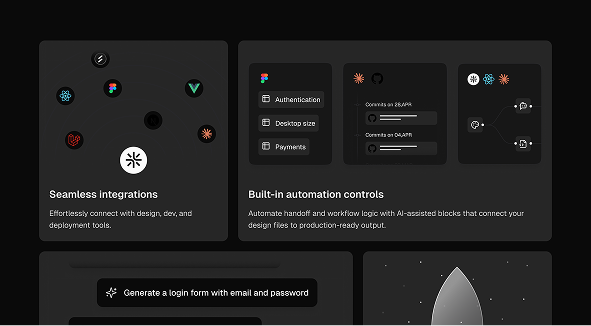 Authentication
Desktop size
Payments
Commits on 28.APR
Commits on 04.APR
Seamless integrations
Effortlessly connect with design, dev, and
deployment tools.
Built-in automation controls
Automate handoff and workflow logic with AI-assisted blocks that connect your
design files to production-ready output.
Generate a login form with email and password